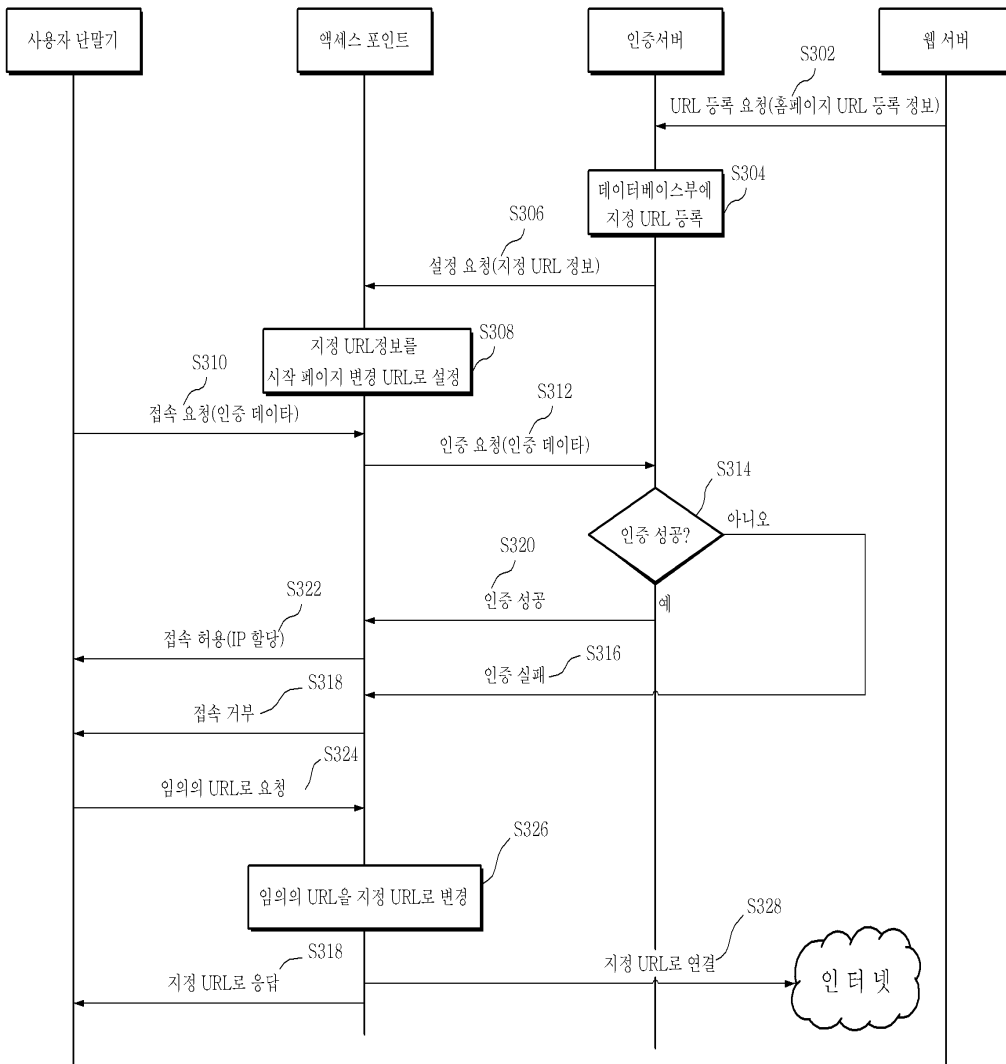 사용자 단말기
액세스 포인트
인증서버
웹 서버
S302
URL 등록 요청(홈페이지 URL 등록 정보)
S304
데이터베이스부에
지정 URL 등록
S306
설정 요청(지정 URL 정보)
S308
지정 URL정보를
시작 페이지 변경 URL로 설정
S310
접속 요청(인증 데이타)
S312
인증 요청(인증 데이타)
S314
인증 성공?
아니오
S320
인증 성공
예
S322
접속 허용(IP 할당)
S316
인증 실패
S318
접속 거부
S324
임의의 URL로 요청
S326
임의의 URL을 지정 URL로 변경
S328
지정 URL로 연결
S318
지정 URL로 응답
인 터 넷